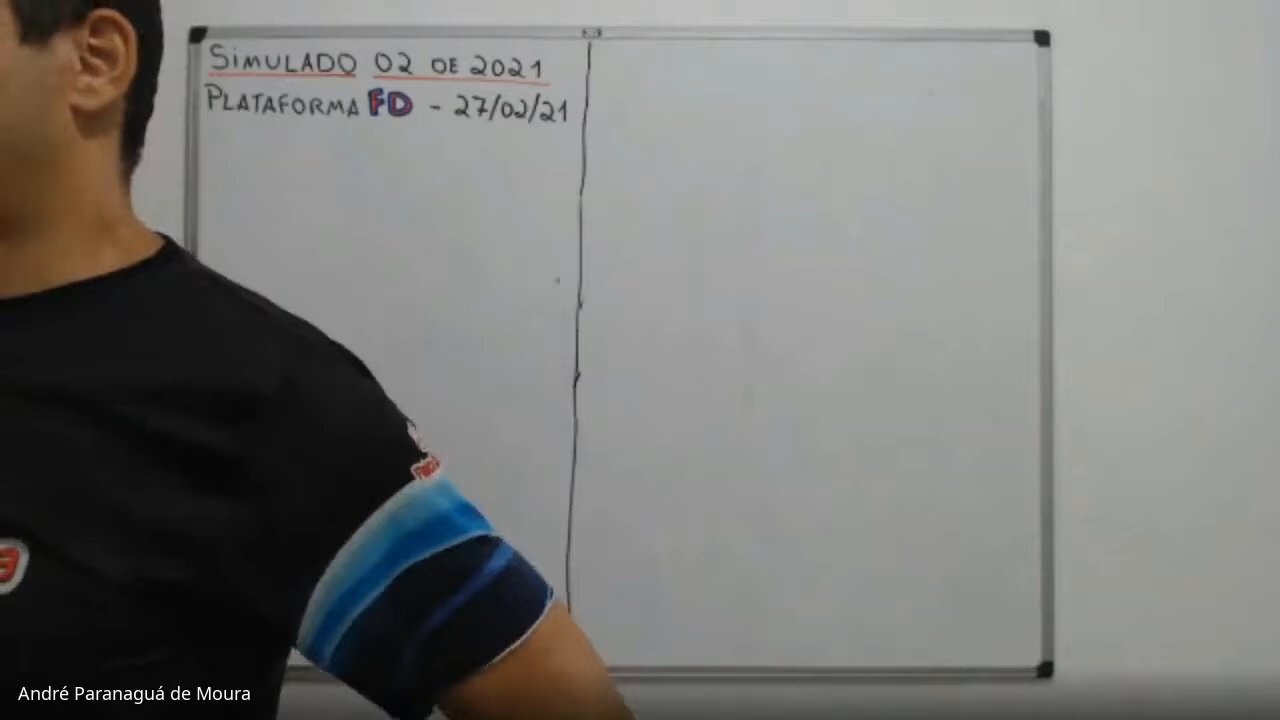 SIMULADO 02 DE 2021
PLATAFORMA FD - 27/02/21
André Paranaguá de Moura